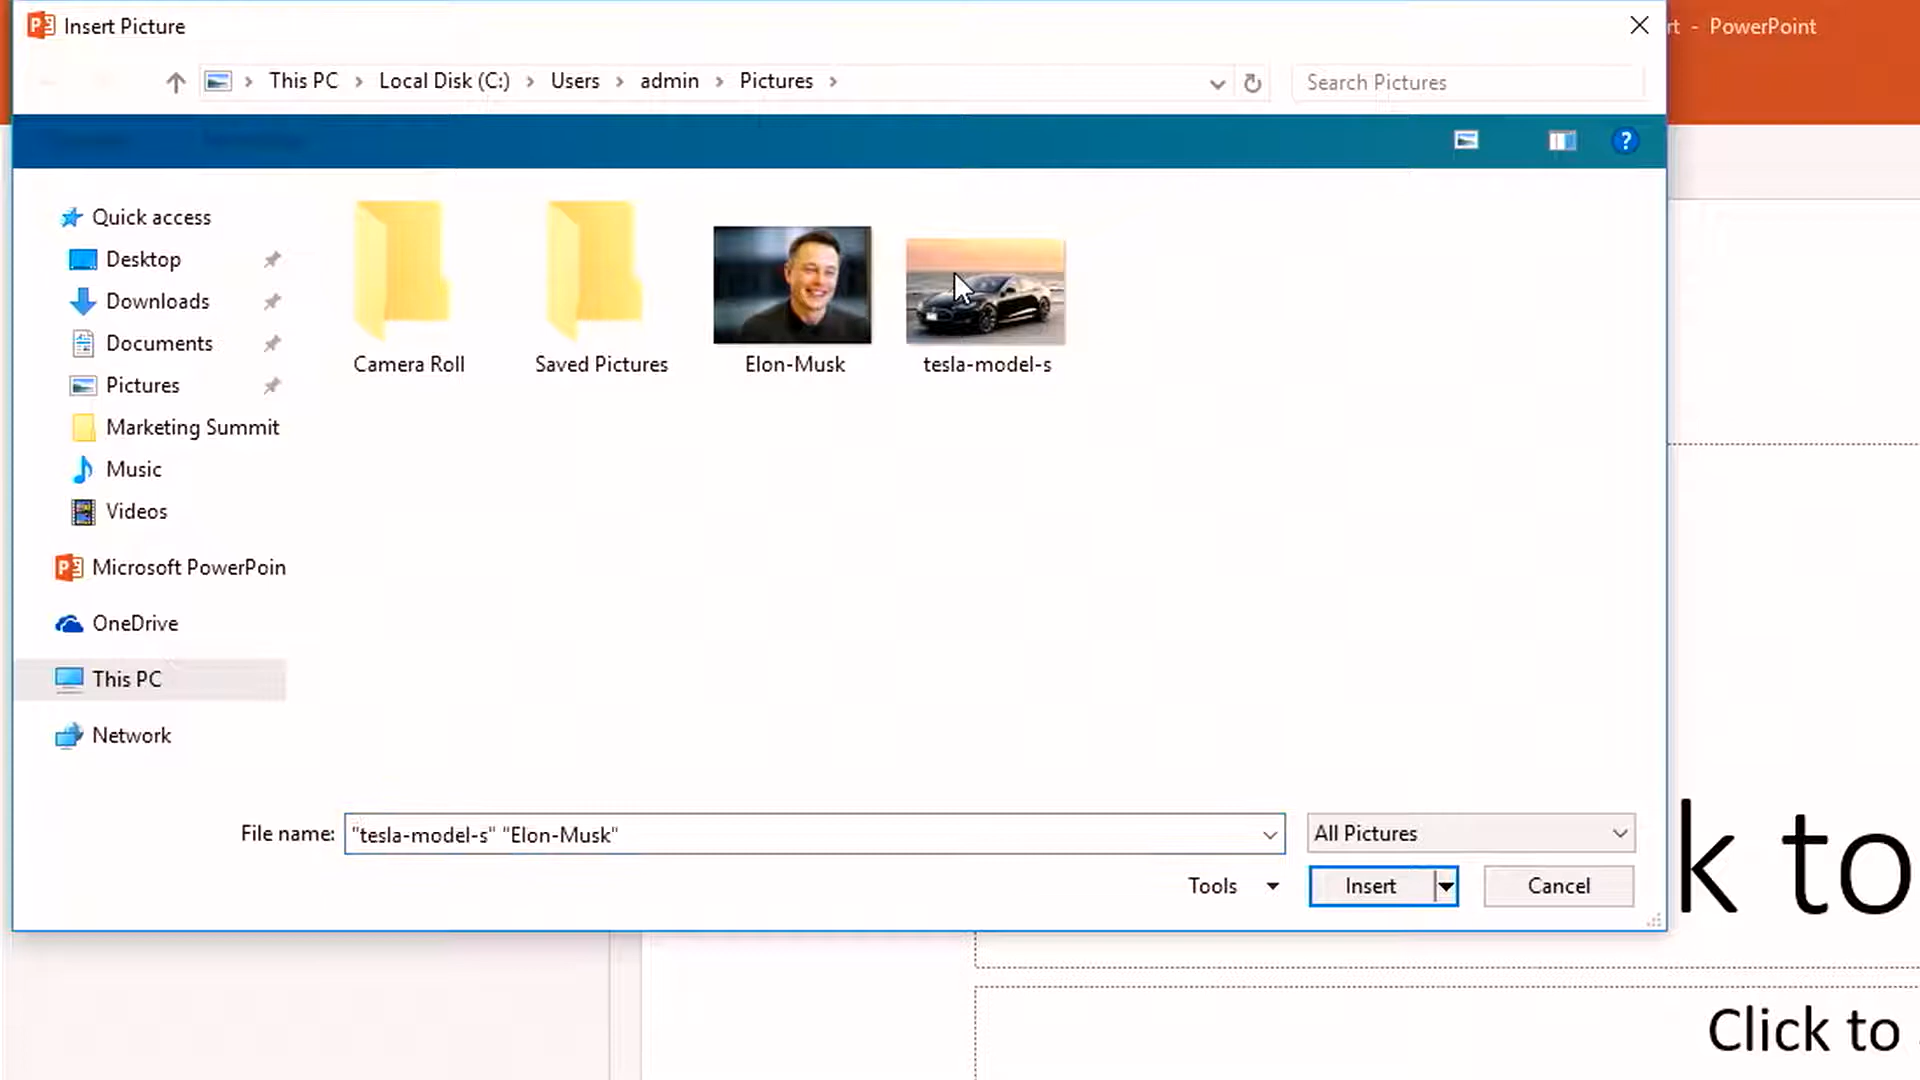 Insert Picture
rt - PowerPoint
This PC > Local Disk (C:) > Users > admin > Pictures >
Search Pictures
?
Quick access
Desktop
Downloads
Documents
Pictures
Marketing Summit
Music
Videos
Microsoft PowerPoin
OneDrive
This PC
Network
Camera Roll
Saved Pictures
Elon-Musk
tesla-model-s
File name: "tesla-model-s" "Elon-Musk"
All Pictures
Tools
Insert
Cancel
k to
Click to